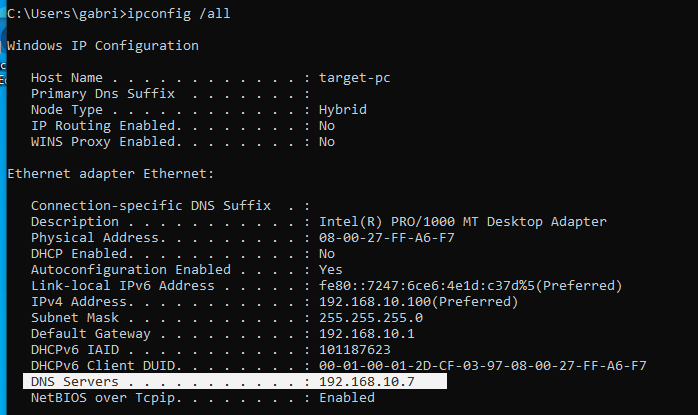 C:\Users\gabri>ipconfig /all
Windows IP Configuration
Host Name . . . . . . . . . . . . : target-pc
Primary Dns Suffix  . . . . . . . :
Node Type . . . . . . . . . . . . : Hybrid
IP Routing Enabled. . . . . . . . : No
WINS Proxy Enabled. . . . . . . . : No
Ethernet adapter Ethernet:
Connection-specific DNS Suffix  . :
Description . . . . . . . . . . . : Intel(R) PRO/1000 MT Desktop Adapter
Physical Address. . . . . . . . . : 08-00-27-FF-A6-F7
DHCP Enabled. . . . . . . . . . . : No
Autoconfiguration Enabled . . . . : Yes
Link-local IPv6 Address . . . . . : fe80::7247:6ce6:4e1d:c37d%5(Preferred)
IPv4 Address. . . . . . . . . . . : 192.168.10.100(Preferred)
Subnet Mask . . . . . . . . . . . : 255.255.255.0
Default Gateway . . . . . . . . . : 192.168.10.1
DHCPv6 IAID . . . . . . . . . . . : 101187623
DHCPv6 Client DUID. . . . . . . . : 00-01-00-01-2D-CF-03-97-08-00-27-FF-A6-F7
DNS Servers . . . . . . . . . . . : 192.168.10.7
NetBIOS over Tcpip. . . . . . . . : Enabled